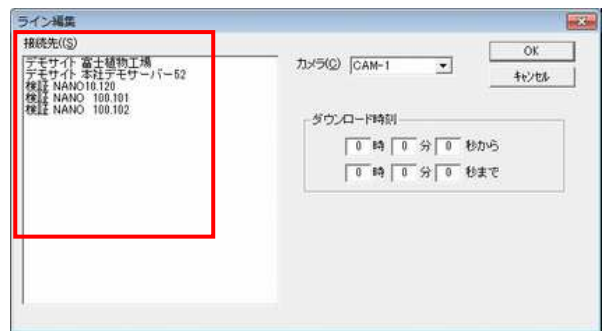 ライン編集
接続先((S)
デモサイト 富士植物工場
デモサイト 本社デモサーバー52
検証 NANO10.120
検証 NANO 100.101
検証 NANO 100.102
カメラ(C) CAM-1
OK
キャンセル
ダウンロード時刻
0 時 0 分 0 秒から
0 時 0 分 0 秒まで